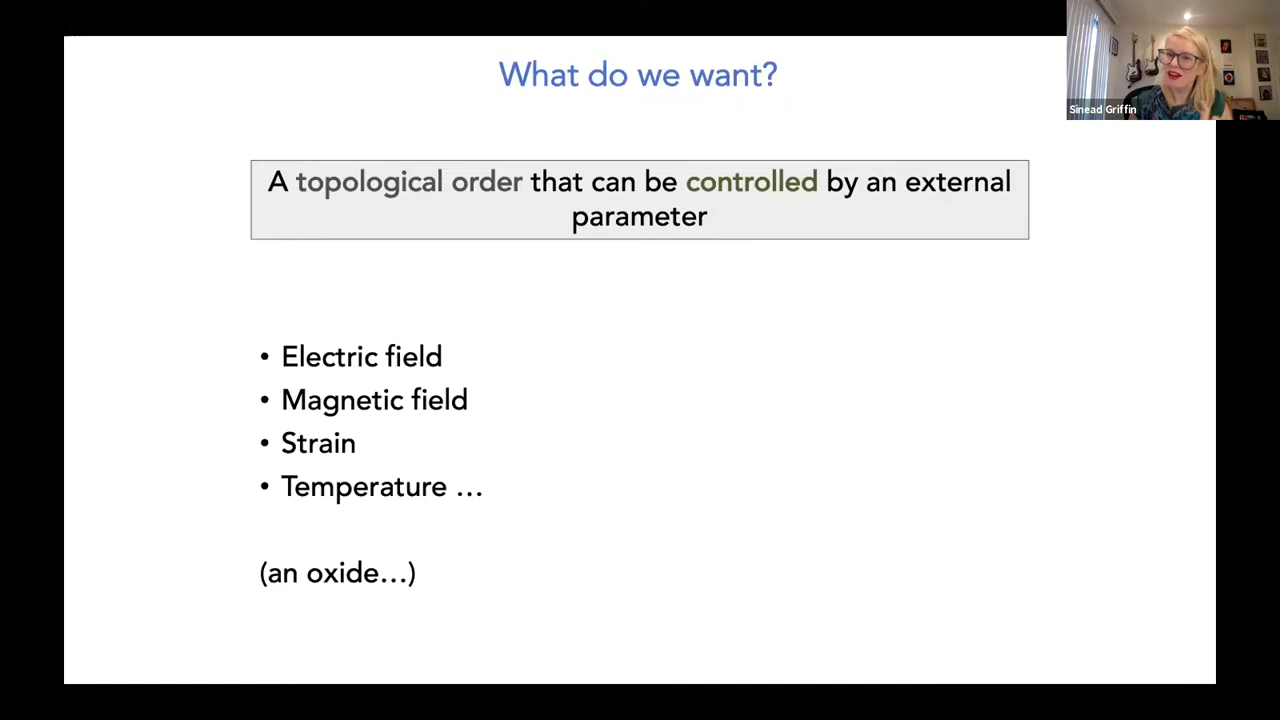 What do we want?
Sinead Griffin
A topological order that can be controlled by an external
parameter
• Electric field
• Magnetic field
• Strain
• Temperature …
(an oxide…)